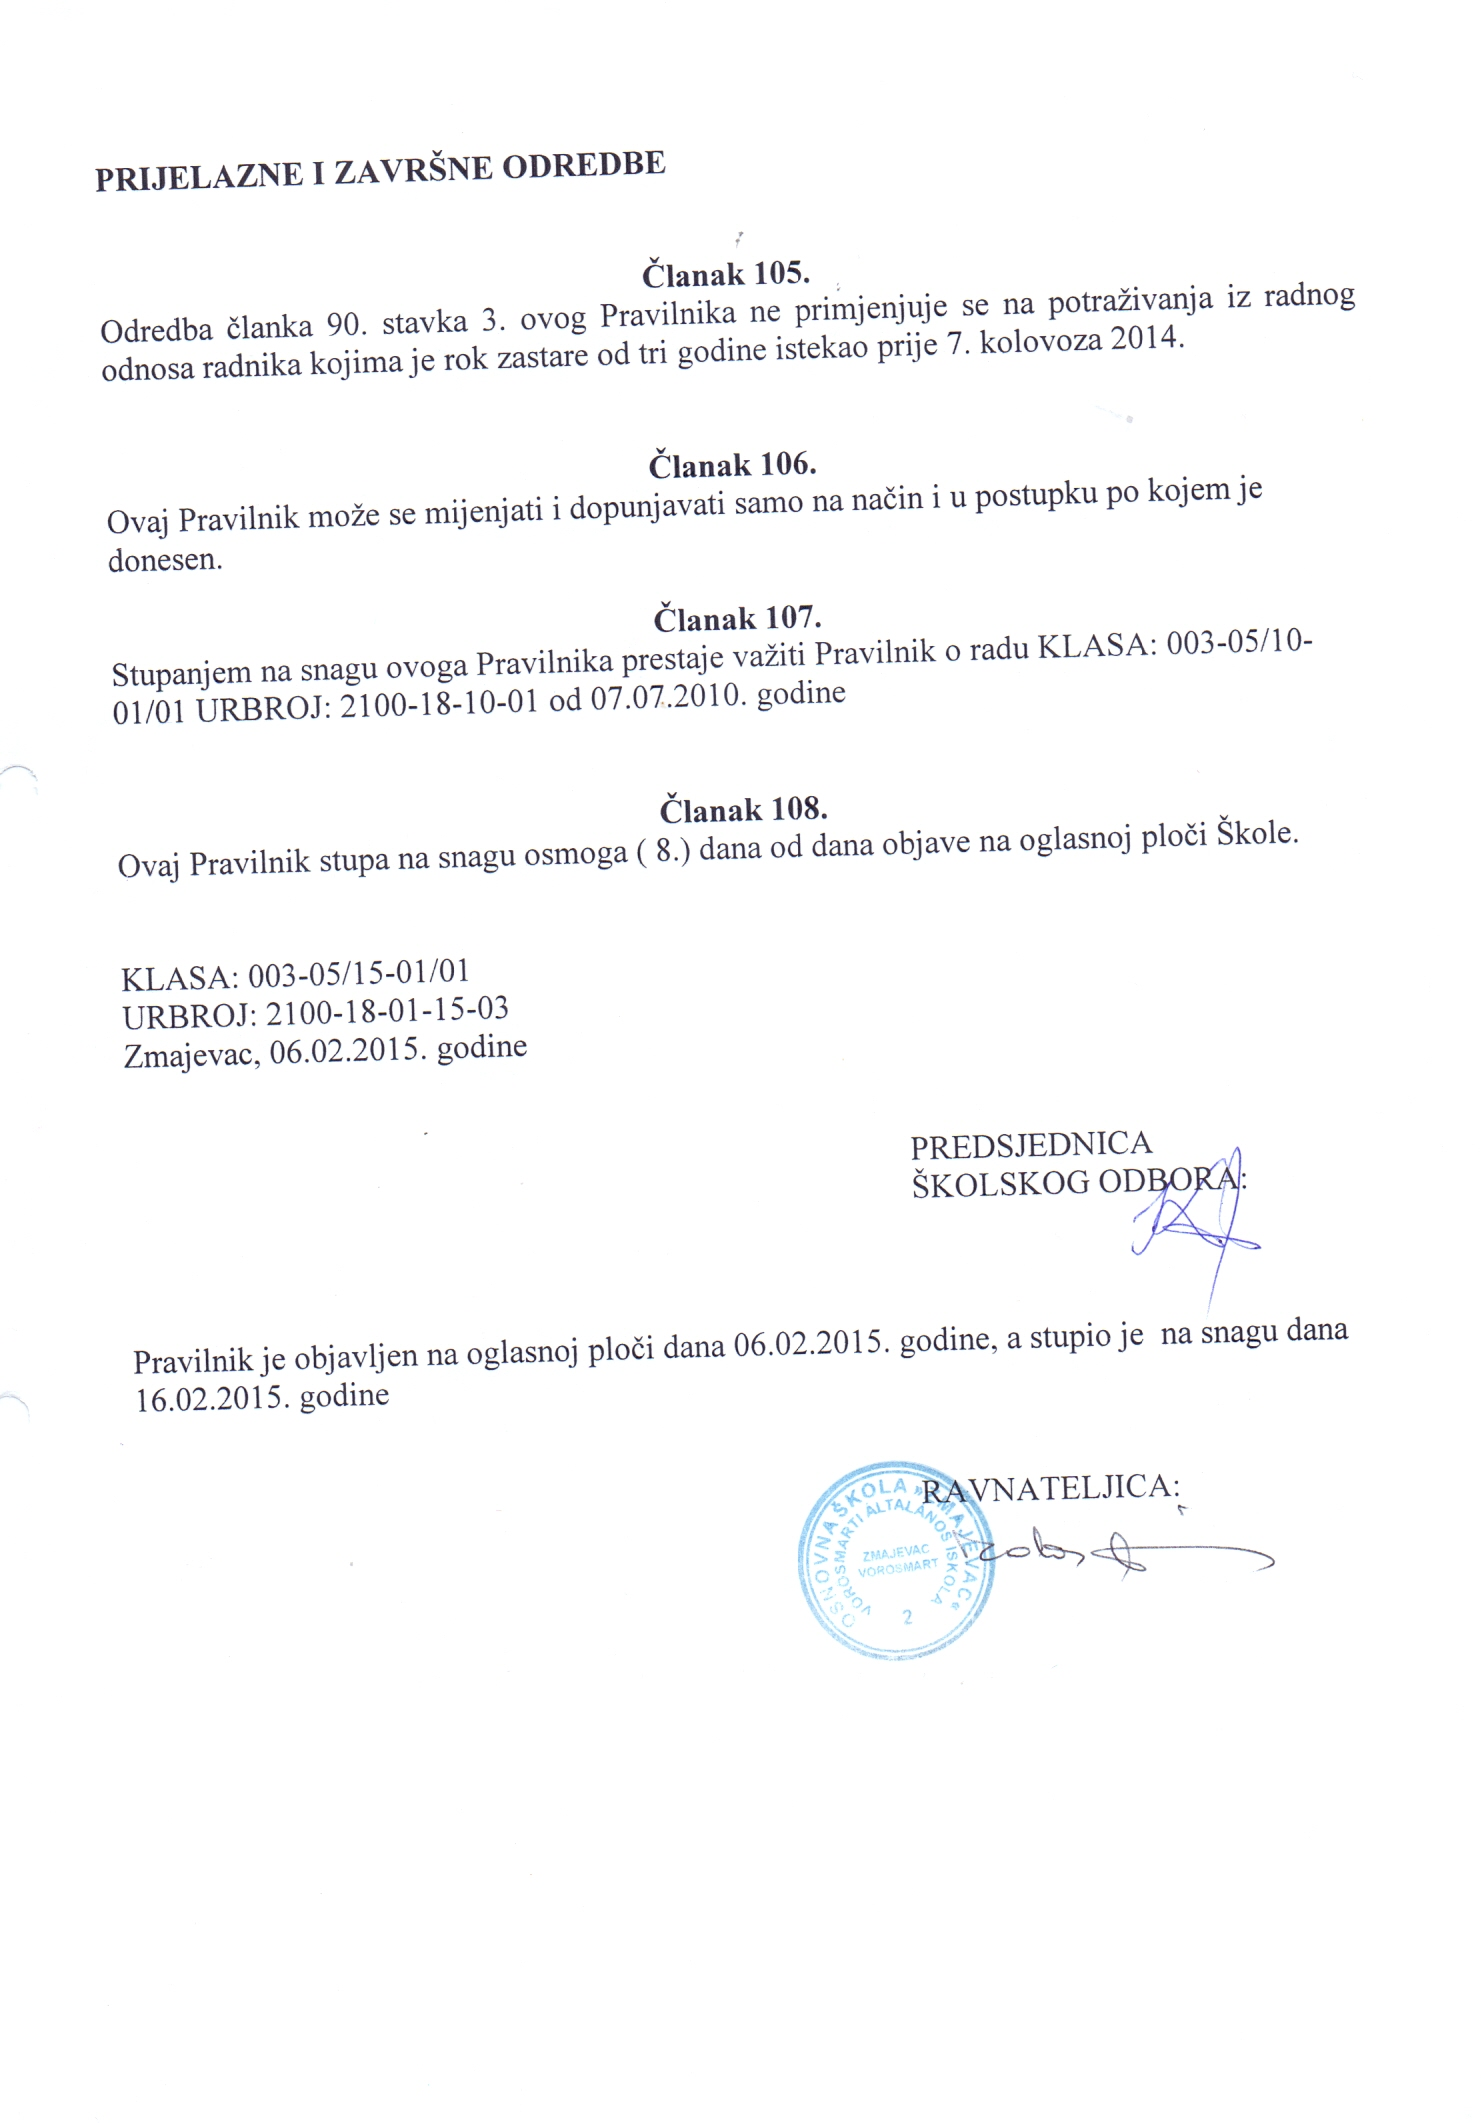 PRIJELAZNE I ZAVRŠNE ODREDBE
Članak 105.
Odredba članka 90. stavka 3. ovog Pravilnika ne primjenjuje se na potraživanja iz radnog
odnosa radnika kojima je rok zastare od tri godine istekao prije 7. kolovoza 2014.
Članak 106.
Ovaj Pravilnik može se mijenjati i dopunjavati samo na način i u postupku po kojem je
donesen.
Članak 107.
Stupanjem na snagu ovoga Pravilnika prestaje važiti Pravilnik o radu KLASA: 003-05/10-
01/01 URBROJ: 2100-18-10-01 od 07.07.2010. godine
Članak 108.
Ovaj Pravilnik stupa na snagu osmoga ( 8.) dana od dana objave na oglasnoj ploči Škole.
KLASA: 003-05/15-01/01
URBROJ: 2100-18-01-15-03
Zmajevac, 06.02.2015. godine
PREDSJEDNICA
ŠKOLSKOG ODBORA:
Pravilnik je objavljen na oglasnoj ploči dana 06.02.2015. godine, a stupio je na snagu dana
16.02.2015. godine
RAVNATELJICA:
OSNOVNA ŠKOLA »ZMAJEVAC«
VOROSMARTI ALTALANOS ISKOLA
ZMAJEVAC
VOROSMART
2